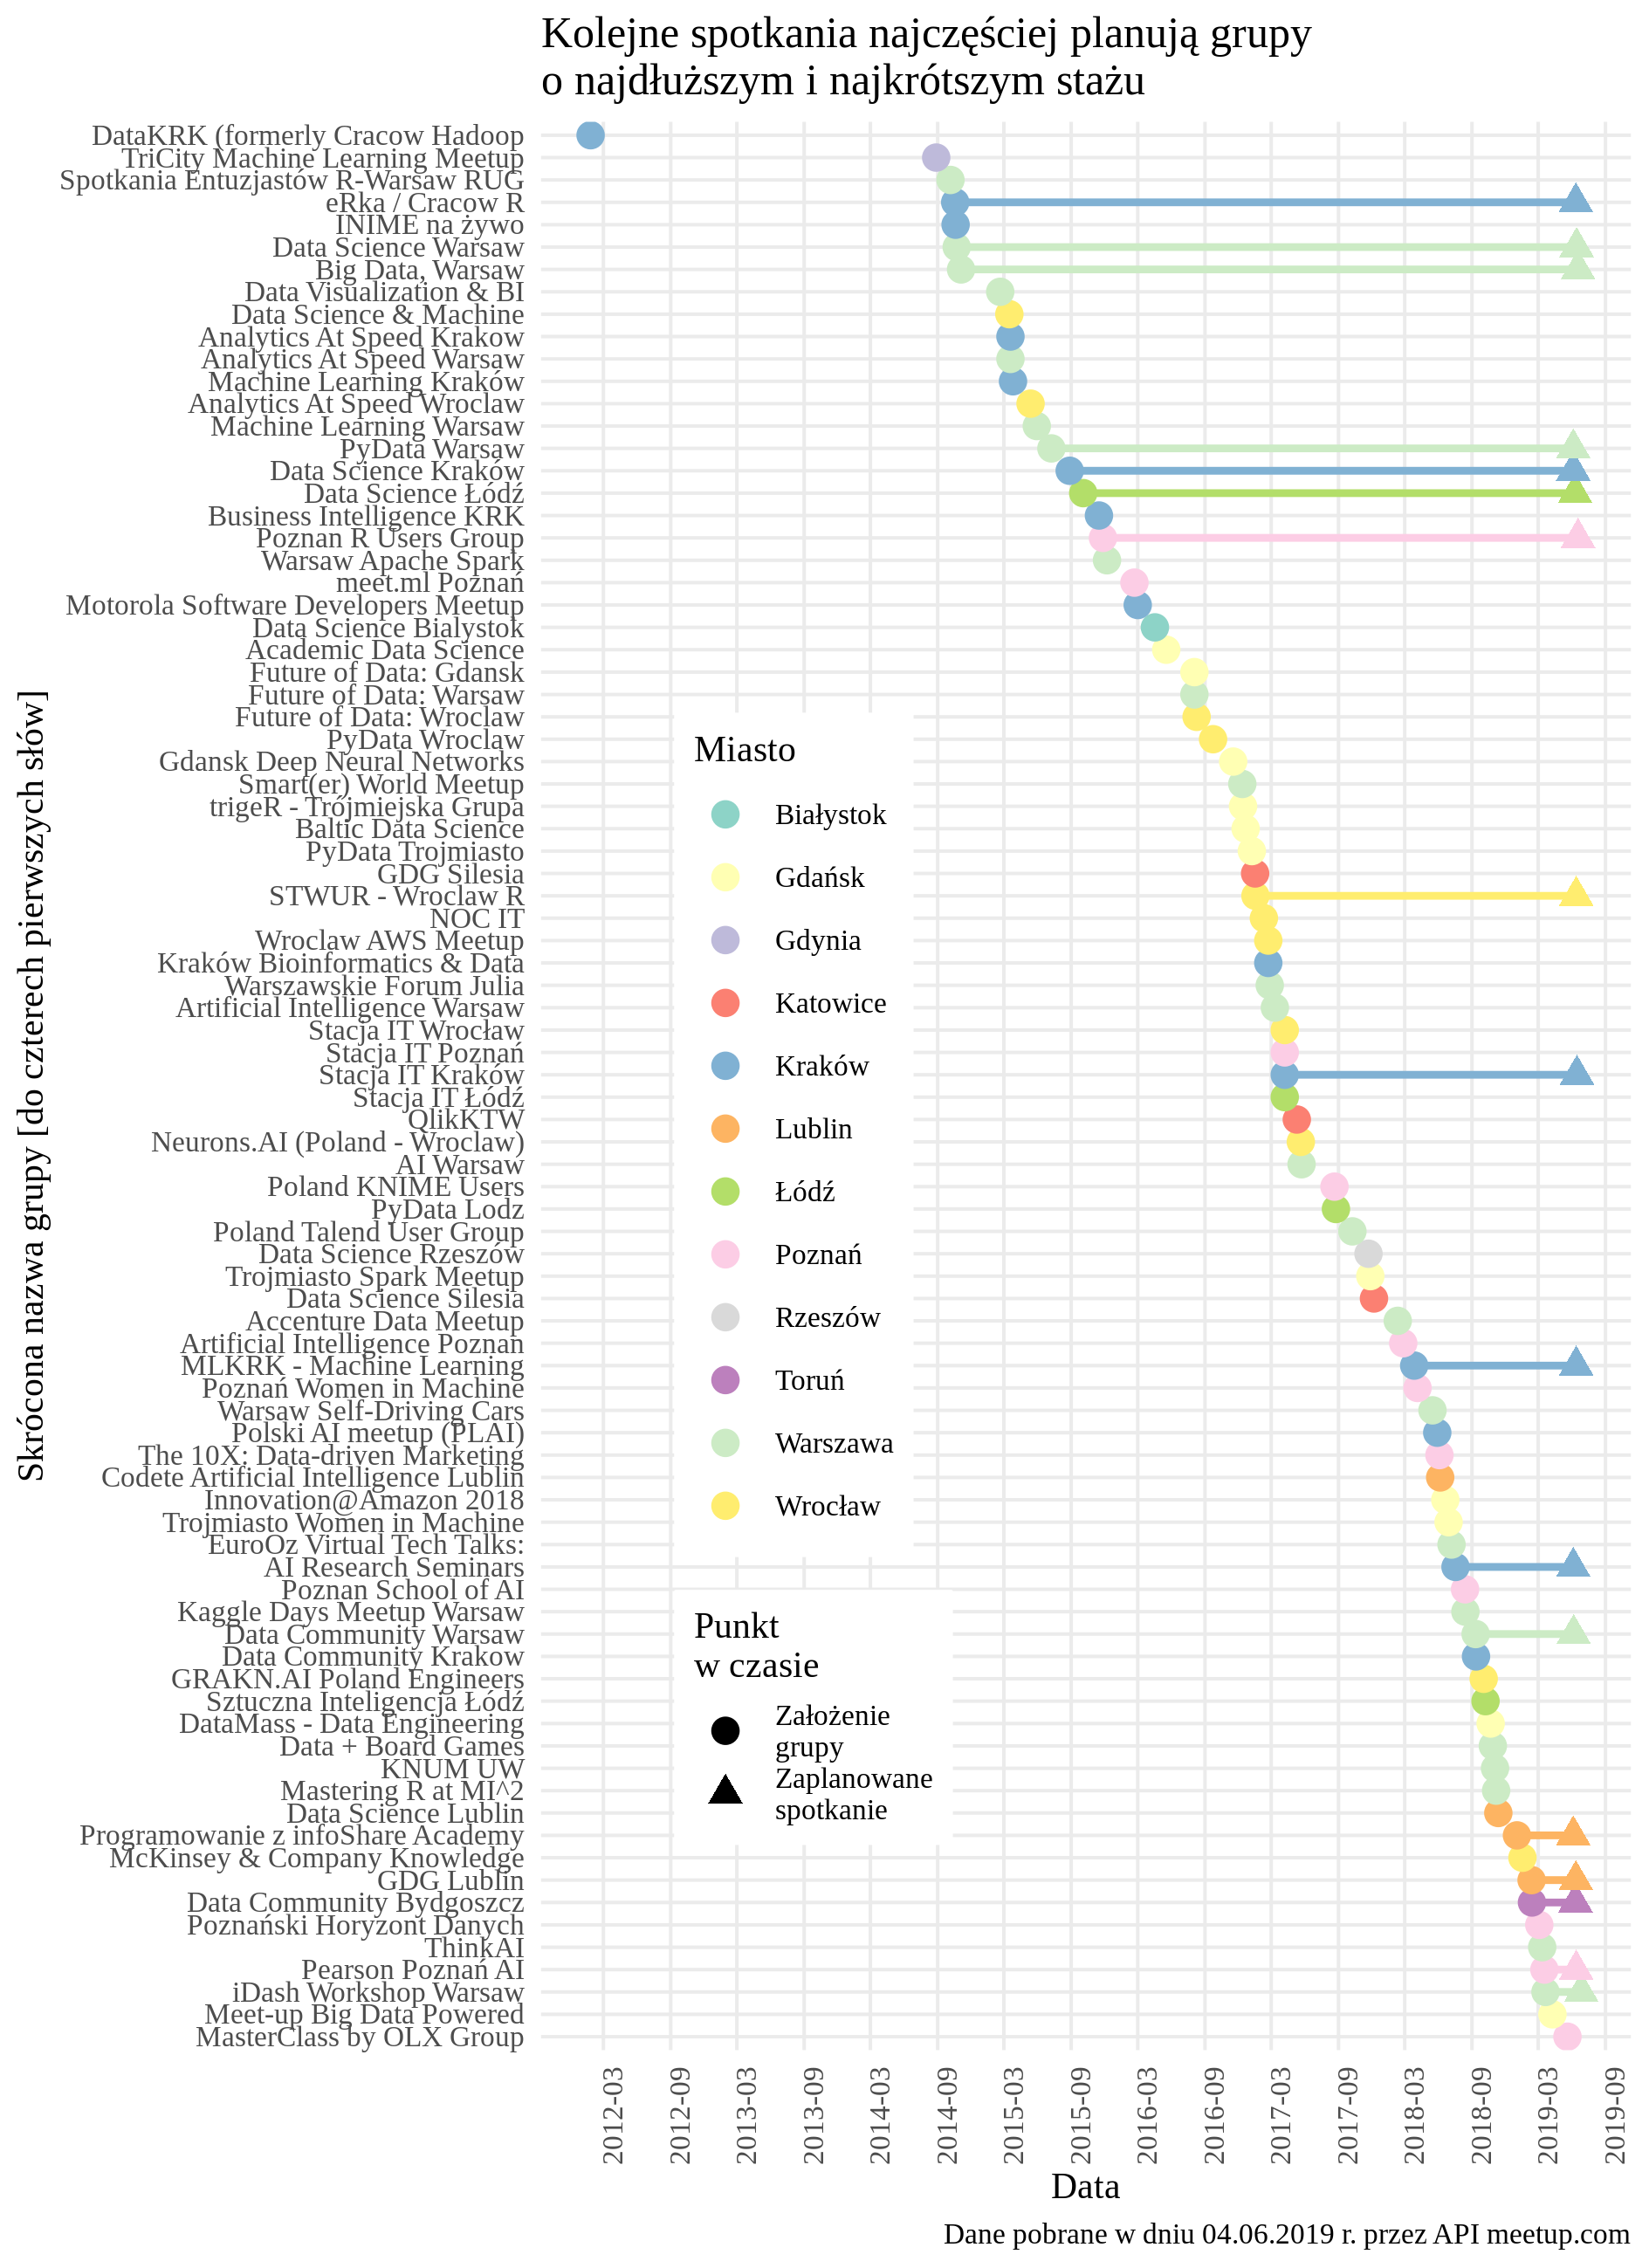 Kolejne spotkania najczęściej planują grupy
o najdłuższym i najkrótszym stażu
Skrócona nazwa grupy [do czterech pierwszych słów]
DataKRK (formerly Cracow Hadoop
TriCity Machine Learning Meetup
Spotkania Entuzjastów R-Warsaw RUG
eRka / Cracow R
INIME na żywo
Data Science Warsaw
Big Data, Warsaw
Data Visualization & BI
Data Science & Machine
Analytics At Speed Krakow
Analytics At Speed Warsaw
Machine Learning Kraków
Analytics At Speed Wroclaw
Machine Learning Warsaw
PyData Warsaw
Data Science Kraków
Data Science Łódź
Business Intelligence KRK
Poznan R Users Group
Warsaw Apache Spark
meet.ml Poznań
Motorola Software Developers Meetup
Data Science Bialystok
Academic Data Science
Future of Data: Gdansk
Future of Data: Warsaw
Future of Data: Wroclaw
PyData Wroclaw
Gdansk Deep Neural Networks
Smart(er) World Meetup
trigeR - Trójmiejska Grupa
Baltic Data Science
PyData Trojmiasto
GDG Silesia
STWUR - Wroclaw R
NOC IT
Wroclaw AWS Meetup
Kraków Bioinformatics & Data
Warszawskie Forum Julia
Artificial Intelligence Warsaw
Stacja IT Wrocław
Stacja IT Poznań
Stacja IT Kraków
Stacja IT Łódź
QlikKTW
Neurons.AI (Poland - Wroclaw)
AI Warsaw
Poland KNIME Users
PyData Lodz
Poland Talend User Group
Data Science Rzeszów
Trojmiasto Spark Meetup
Data Science Silesia
Accenture Data Meetup
Artificial Intelligence Poznan
MLKRK - Machine Learning
Poznań Women in Machine
Warsaw Self-Driving Cars
Polski AI meetup (PLAI)
The 10X: Data-driven Marketing
Codete Artificial Intelligence Lublin
Innovation@Amazon 2018
Trojmiasto Women in Machine
EuroOz Virtual Tech Talks:
AI Research Seminars
Poznan School of AI
Kaggle Days Meetup Warsaw
Data Community Warsaw
Data Community Krakow
GRAKN.AI Poland Engineers
Sztuczna Inteligencja Łódź
DataMass - Data Engineering
Data + Board Games
KNUM UW
Mastering R at MI^2
Data Science Lublin
Programowanie z infoShare Academy
McKinsey & Company Knowledge
GDG Lublin
Data Community Bydgoszcz
Poznański Horyzont Danych
ThinkAI
Pearson Poznań AI
iDash Workshop Warsaw
Meet-up Big Data Powered
MasterClass by OLX Group
Miasto
Białystok
Gdańsk
Gdynia
Katowice
Kraków
Lublin
Łódź
Poznań
Rzeszów
Toruń
Warszawa
Wrocław
Punkt
w czasie
Założenie
grupy
Zaplanowane
spotkanie
2012-03
2012-09
2013-03
2013-09
2014-03
2014-09
2015-03
2015-09
2016-03
2016-09
2017-03
2017-09
2018-03
2018-09
2019-03
2019-09
Data
Dane pobrane w dniu 04.06.2019 r. przez API meetup.com